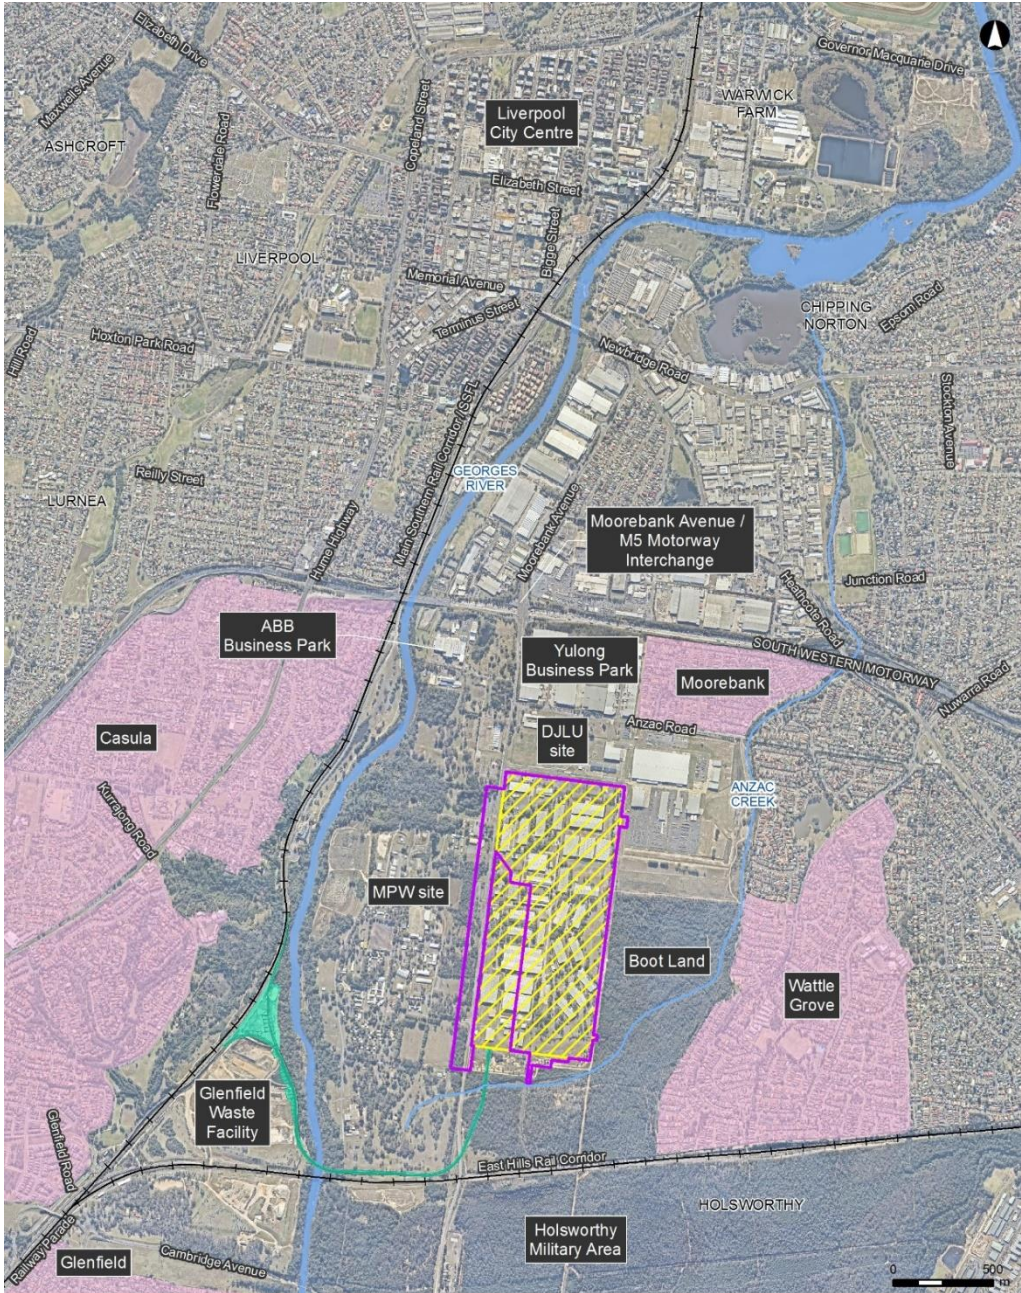 Elizabeth Drive
Maxwells Avenue
Governor Macquarie Drive
WARWICK
FARM
Copeland Street
Liverpool
City Centre
ASHCROFT
Flowerdale Road
Elizabeth Street
Bigge Street
LIVERPOOL
Memorial Avenue
Terminus Street
CHIPPING
NORTON
Epsom Road
Hill Road
Hoxton Park Road
Newbridge Road
Stockton Avenue
Main Southern Rail Corridor / SSFL
Reilly Street
GEORGES
RIVER
LURNEA
Moorebank Avenue
Hume Highway
Moorebank Avenue /
M5 Motorway
Interchange
Heathcote Road
Junction Road
ABB
Business Park
Yulong
Business Park
SOUTH WESTERN MOTORWAY
Moorebank
Nuwarra Road
Casula
Anzac Road
DJLU
site
ANZAC
CREEK
Kurrajong Road
MPW site
Boot Land
Wattle
Grove
Glenfield
Waste
Facility
Glenfield Road
East Hills Rail Corridor
HOLSWORTHY
Holsworthy
Military Area
Railway Parade
Glenfield
Cambridge Avenue
0 500
m